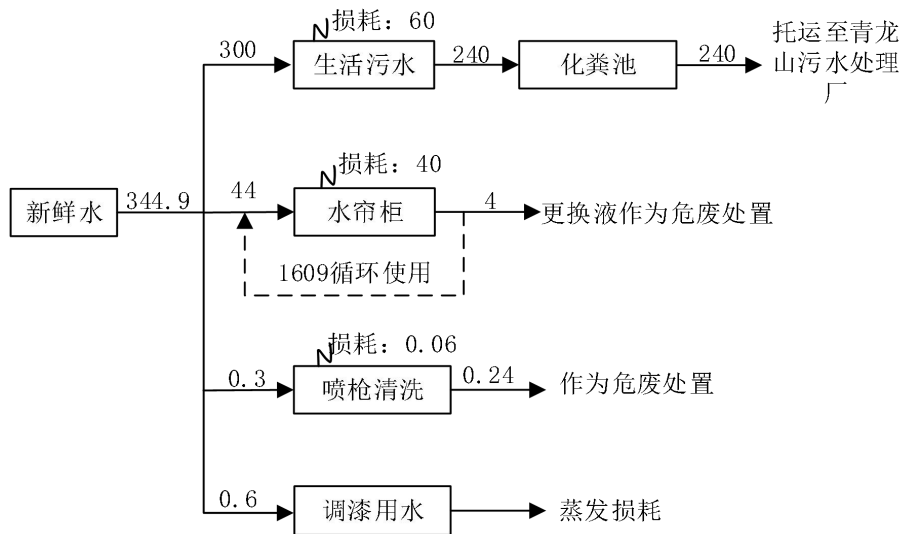 损耗：60
300
生活污水
240
化粪池
240
托运至青龙
山污水处理
厂
损耗：40
新鲜水
344.9
44
水帘柜
4
更换液作为危废处置
1609循环使用
损耗：0.06
0.3
喷枪清洗
0.24
作为危废处置
0.6
调漆用水
蒸发损耗